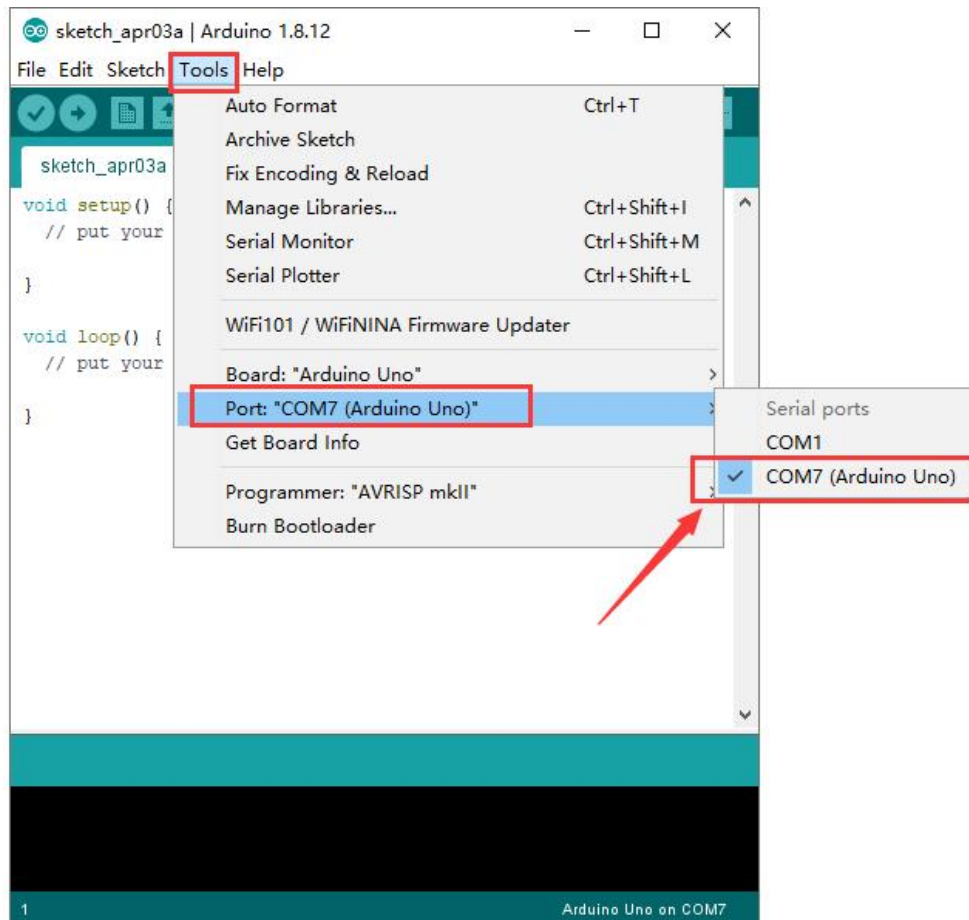 sketch_apr03a | Arduino 1.8.12
File Edit Sketch Tools Help
sketch_apr03a
void setup() {
// put your
}
void loop() {
// put your
}
Auto Format Ctrl+T
Archive Sketch
Fix Encoding & Reload
Manage Libraries... Ctrl+Shift+I
Serial Monitor Ctrl+Shift+M
Serial Plotter Ctrl+Shift+L
WiFi101 / WiFiNINA Firmware Updater
Board: "Arduino Uno"
Port: "COM7 (Arduino Uno)"
Get Board Info
Programmer: "AVRISP mkII"
Burn Bootloader
Serial ports
COM1
COM7 (Arduino Uno)
1 Arduino Uno on COM7